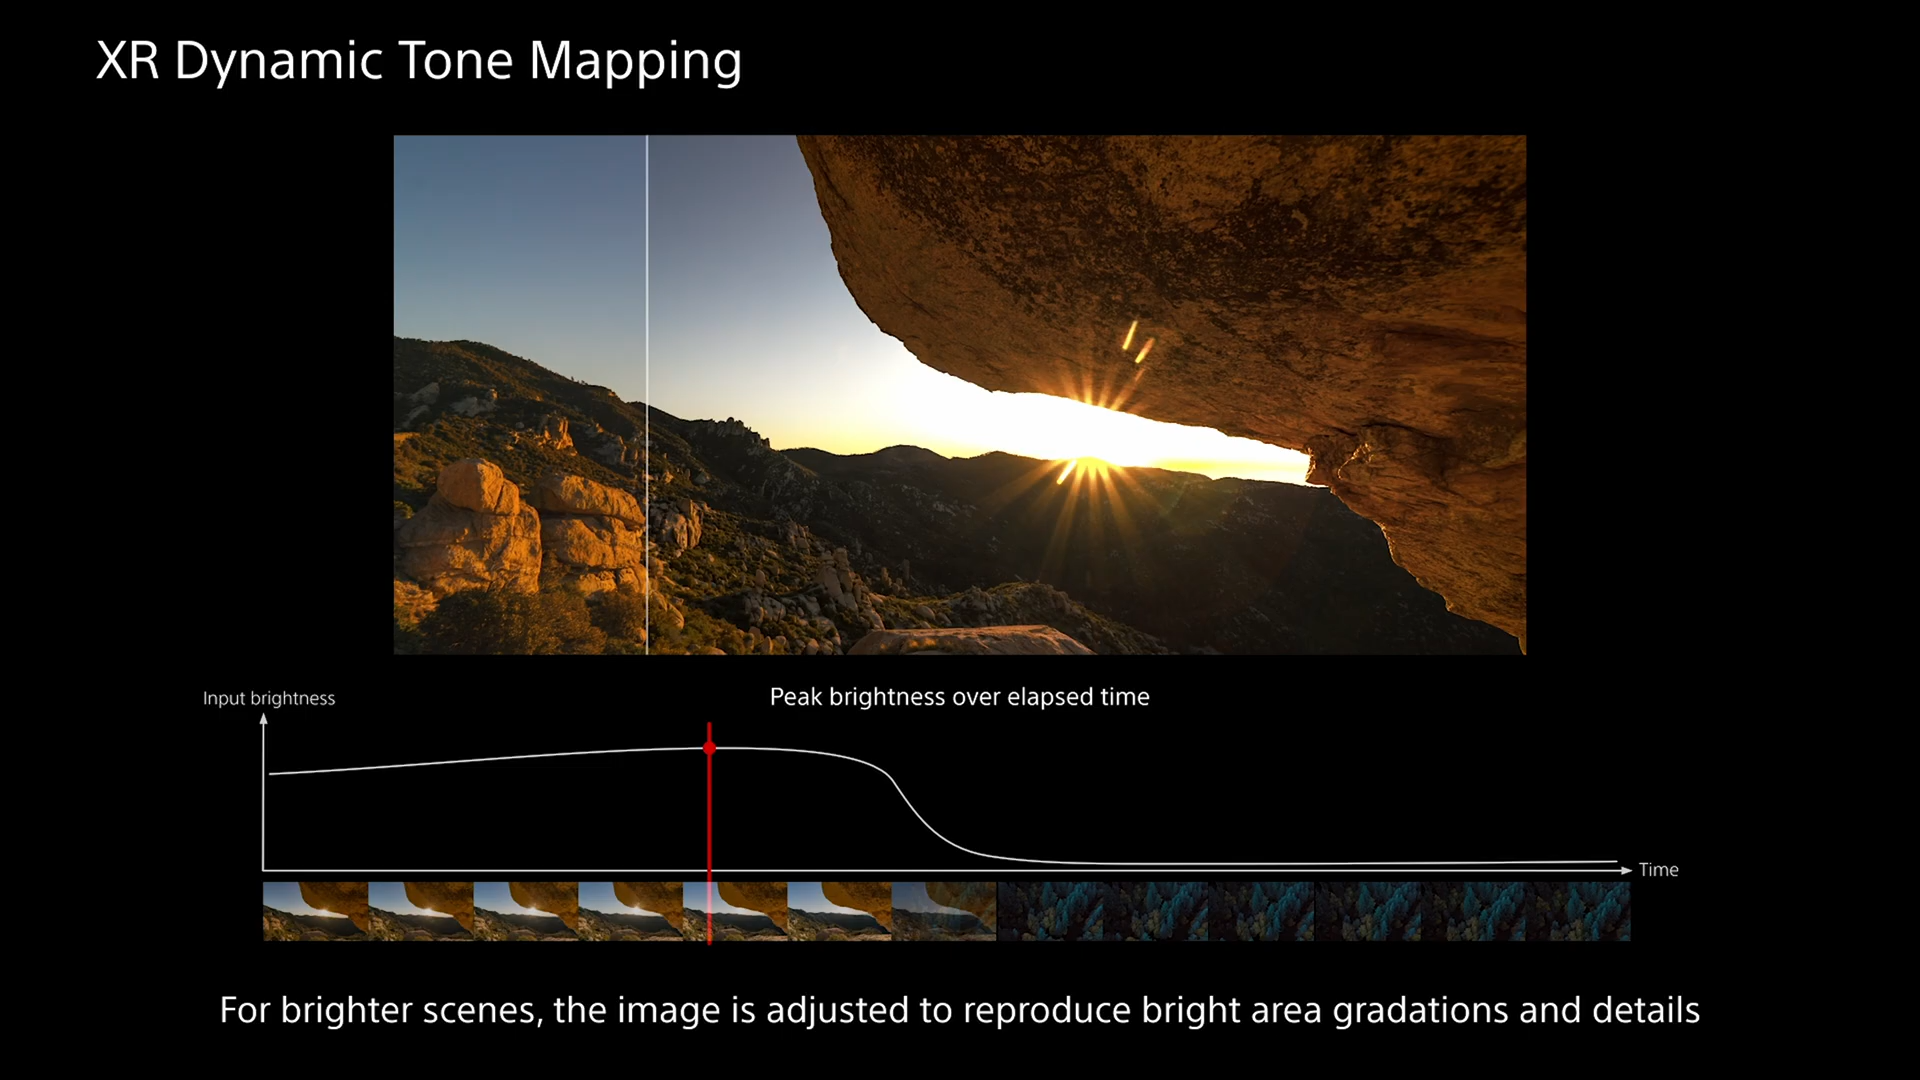 XR Dynamic Tone Mapping
Input brightness
Peak brightness over elapsed time
Time
For brighter scenes, the image is adjusted to reproduce bright area gradations and details